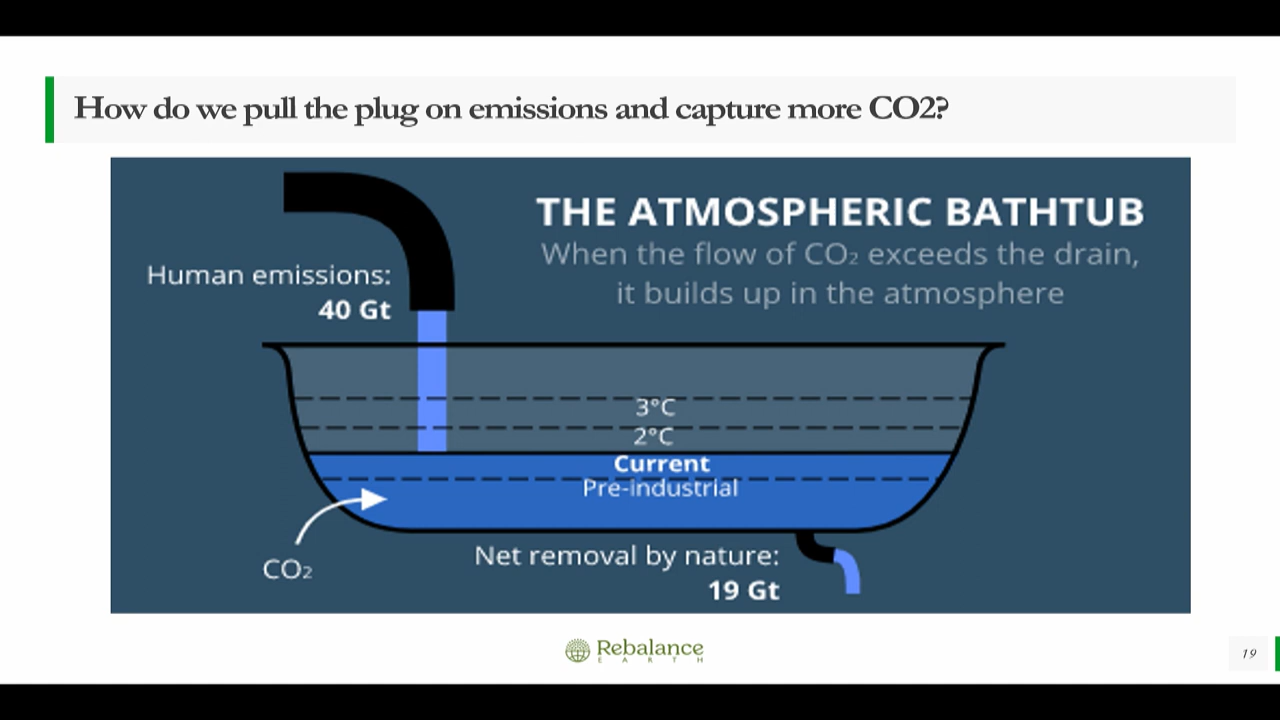 How do we pull the plug on emissions and capture more CO2?
THE ATMOSPHERIC BATHTUB
When the flow of CO₂ exceeds the drain,
it builds up in the atmosphere
Human emissions:
40 Gt
3°C
2°C
Current
Pre-industrial
CO₂
Net removal by nature:
19 Gt
Rebalance
EARTH
19